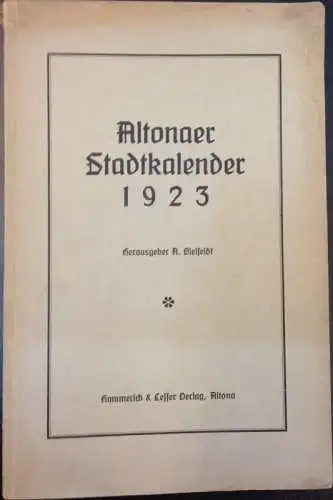 Altonaer
Stadtkalender
1923
Herausgeber A. Bielfeldt
Hammerich & Lesser Verlag, Altona